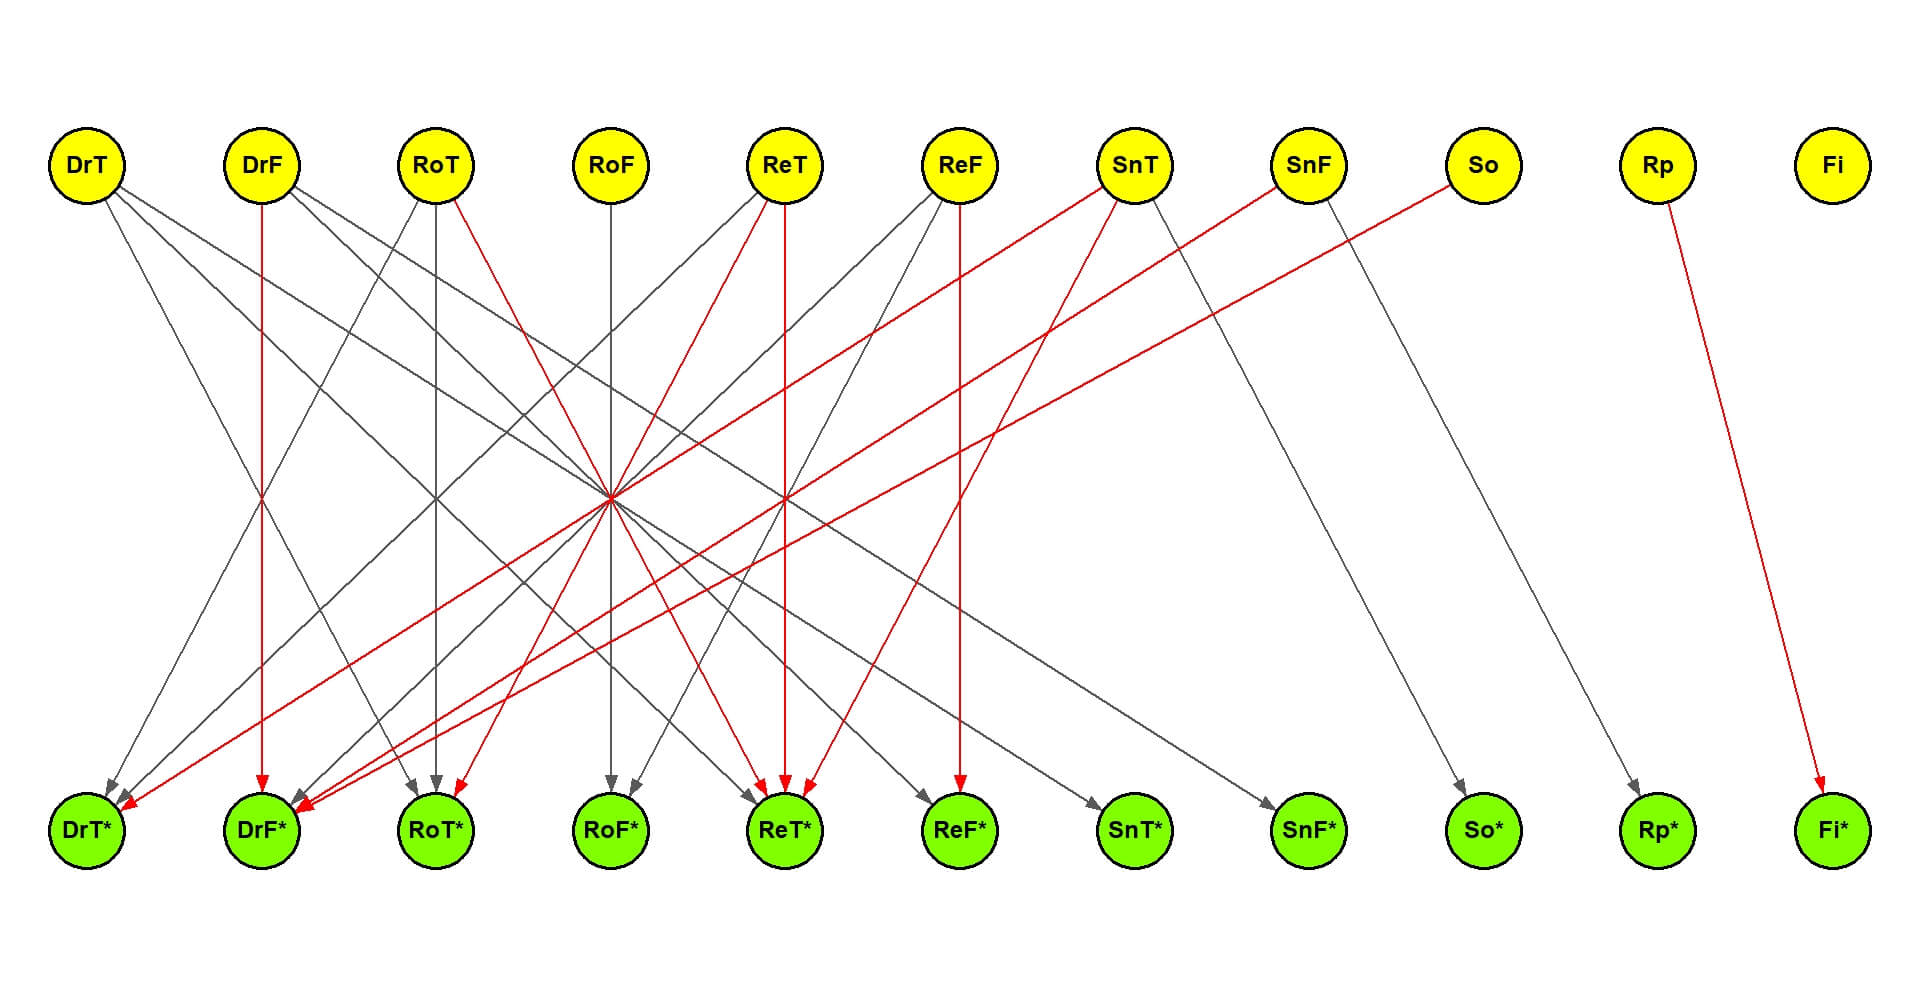 DrT DrF RoT RoF ReT ReF SnT SnF So Rp Fi
DrT* DrF* RoT* RoF* ReT* ReF* SnT* SnF* So* Rp* Fi*